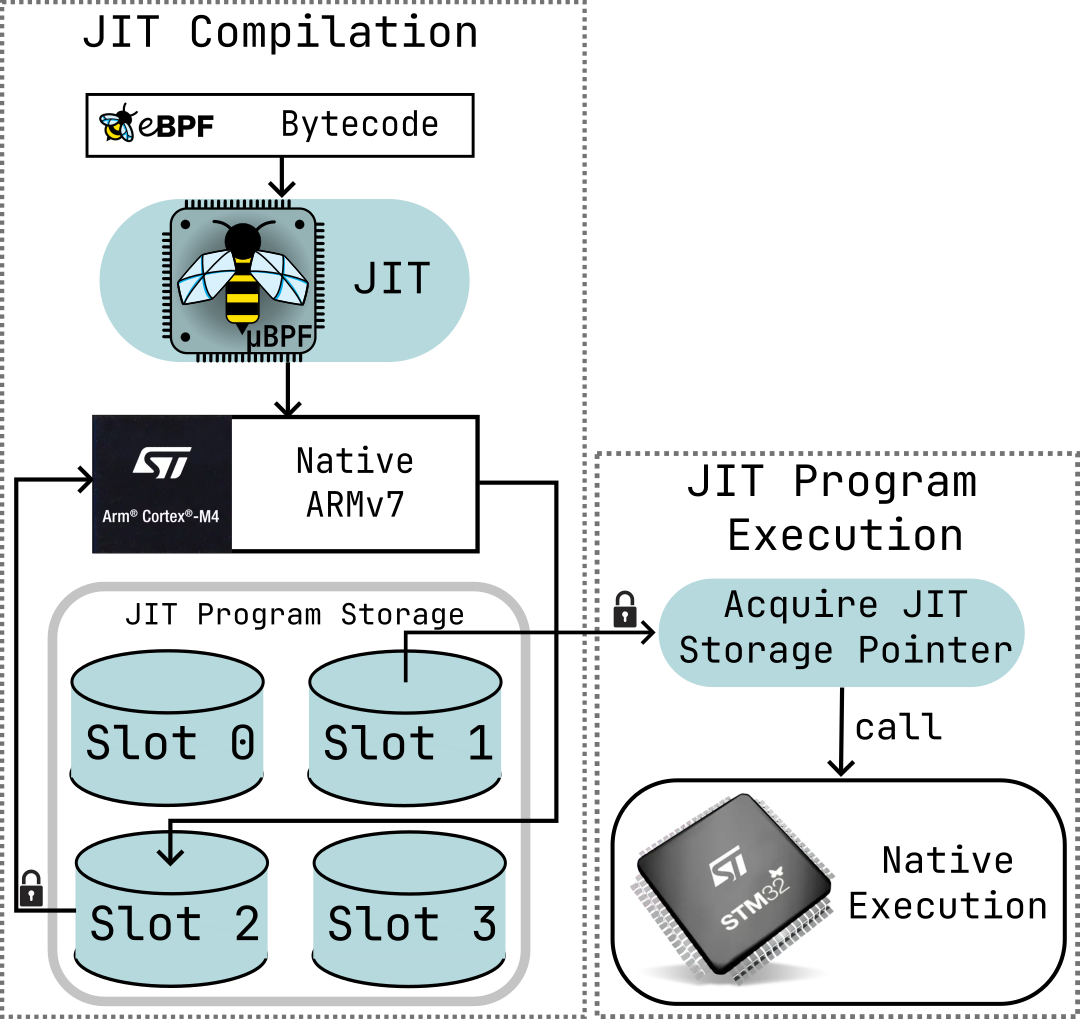 JIT Compilation
eBPF Bytecode
JIT
µBPF
Native
ARMv7
ST
Arm® Cortex®-M4
JIT Program Storage
Slot 0
Slot 1
Slot 2
Slot 3
JIT Program
Execution
Acquire JIT
Storage Pointer
call
ST
STM32
Native
Execution